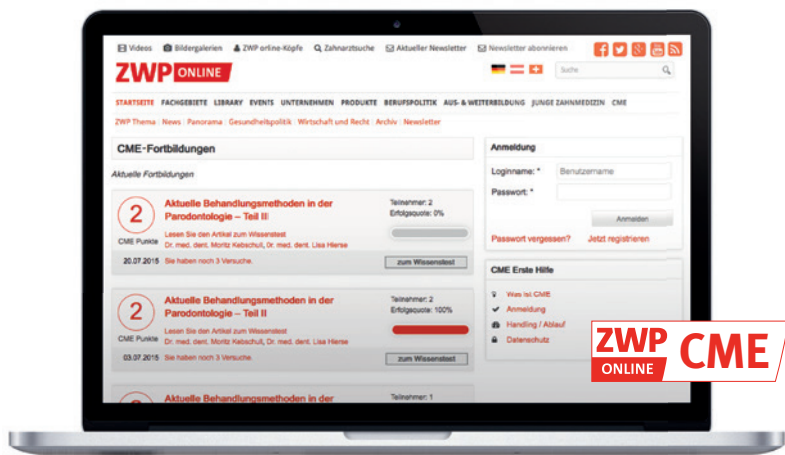 Videos Bildergalerien ZWP online-Köpfe Zahnarztsuche Aktueller Newsletter Newsletter abonnieren
ZWP ONLINE
Suche
STARTSEITE FACHGEBIETE LIBRARY EVENTS UNTERNEHMEN PRODUKTE BERUFSPOLITIK AUS- & WEITERBILDUNG JUNGE ZAHNMEDIZIN CME
ZWP Thema News Panorama Gesundheitspolitik Wirtschaft und Recht Archiv Newsletter
CME-Fortbildungen
Aktuelle Fortbildungen
2
CME Punkte
20.07.2015
Aktuelle Behandlungsmethoden in der
Parodontologie – Teil III
Lesen Sie den Artikel zum Wissenstest
Dr. med. dent. Moritz Kebschull, Dr. med. dent. Lisa Hierse
Sie haben noch 3 Versuche.
Teilnehmer: 2
Erfolgsquote: 0%
zum Wissenstest
2
CME Punkte
03.07.2015
Aktuelle Behandlungsmethoden in der
Parodontologie – Teil II
Lesen Sie den Artikel zum Wissenstest
Dr. med. dent. Moritz Kebschull, Dr. med. dent. Lisa Hierse
Sie haben noch 3 Versuche.
Teilnehmer: 2
Erfolgsquote: 100%
zum Wissenstest
2
Aktuelle Behandlungsmethoden in der
Teilnehmer: 1
Anmeldung
Loginname: * Benutzername
Passwort: *
Anmelden
Passwort vergessen? Jetzt registrieren
CME Erste Hilfe
Was ist CME
Anmeldung
Handling / Ablauf
Datenschutz
ZWP
ONLINE
CME